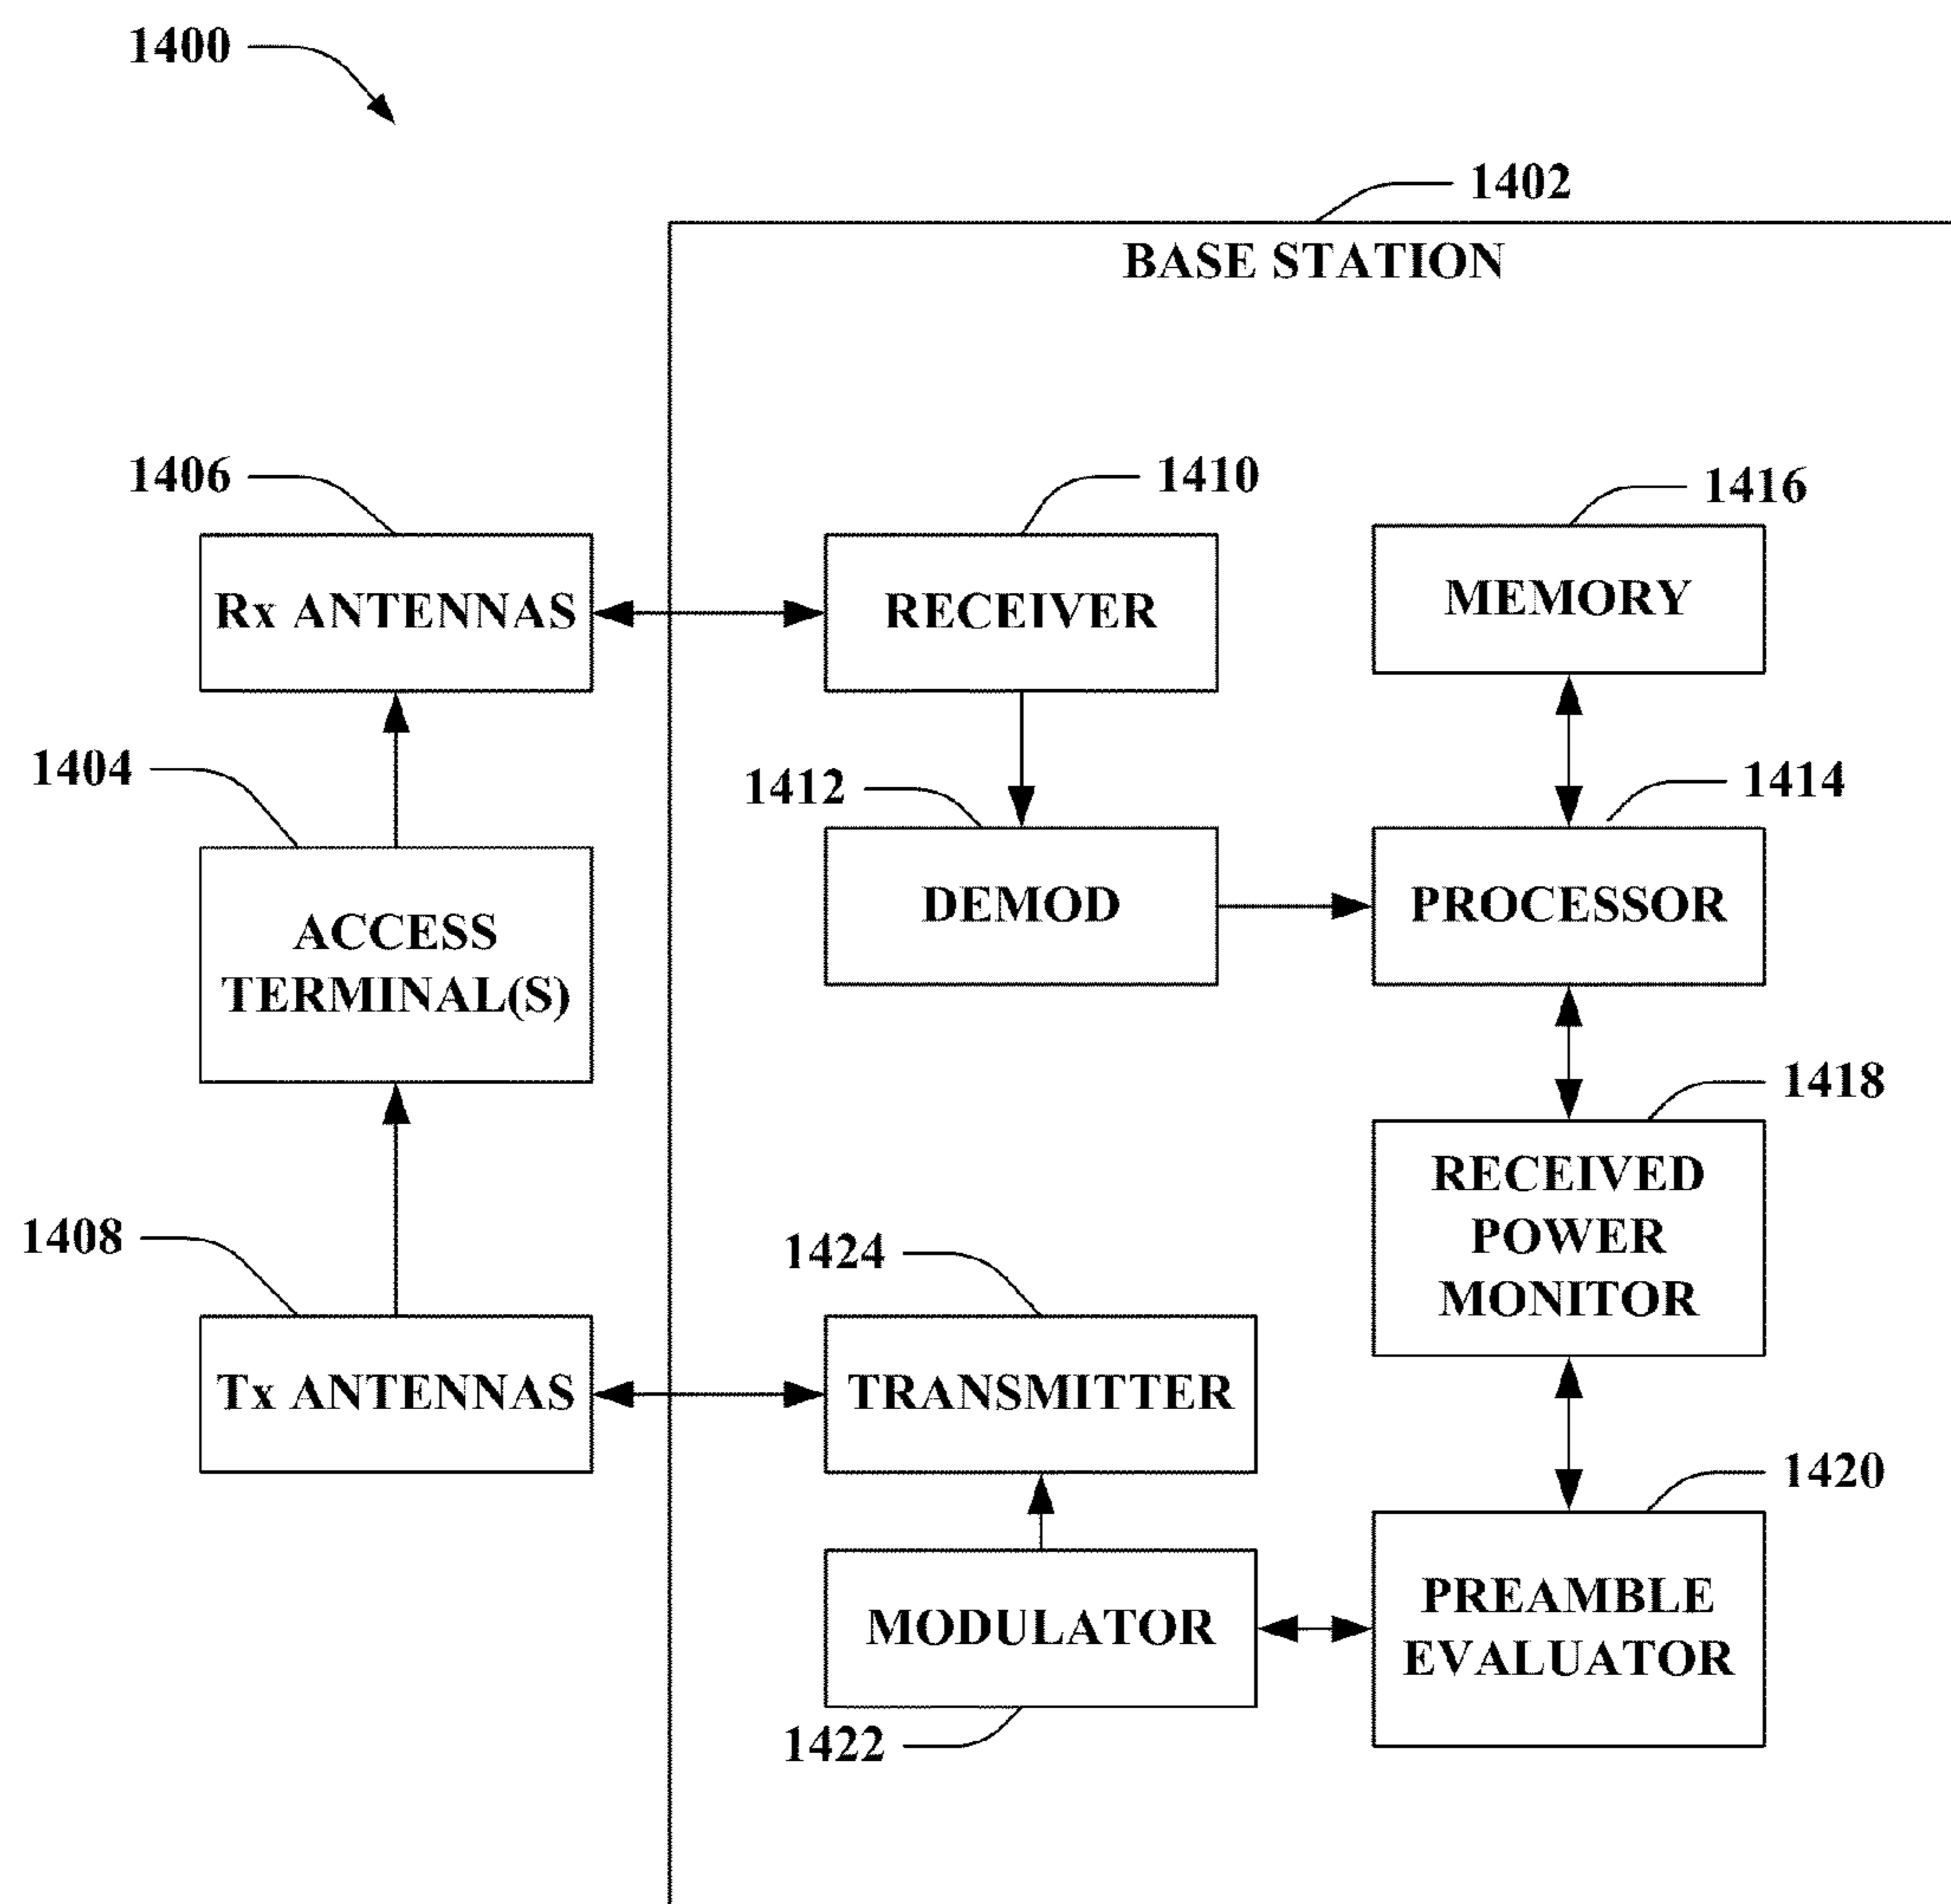 1400
1402
BASE STATION
1406
1410
1416
Rx ANTENNAS
RECEIVER
MEMORY
1404
1412
1414
ACCESS
TERMINAL(S)
DEMOD
PROCESSOR
1418
RECEIVED
POWER
MONITOR
1408
1424
Tx ANTENNAS
TRANSMITTER
1420
MODULATOR
PREAMBLE
EVALUATOR
1422